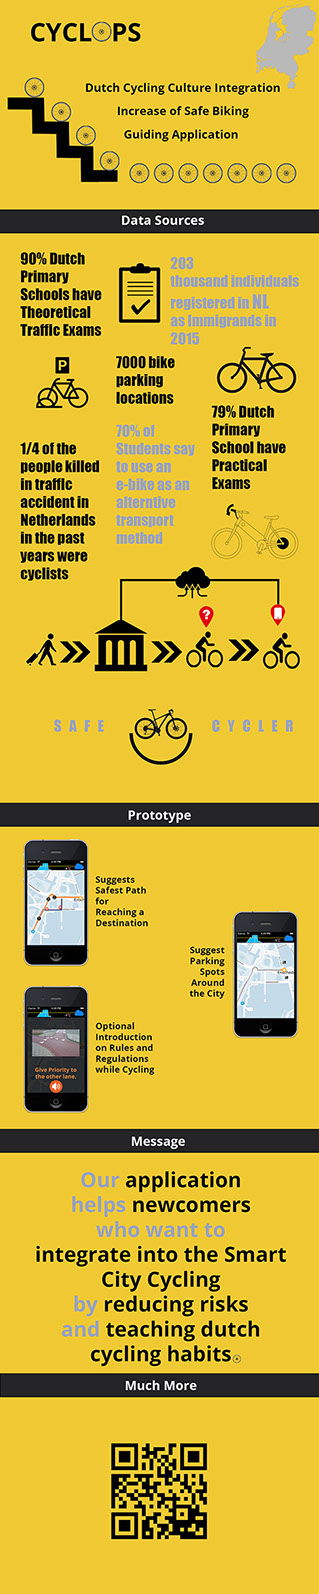 CYCLOPS
Dutch Cycling Culture Integration
Increase of Safe Biking
Guiding Application
Data Sources
90% Dutch
Primary
Schools have
Theoretical
Traffic Exams
203
thousand individuals
registered in NL
as Immigrands in
2015
P
7000 bike
parking
locations
79% Dutch
Primary
School have
Practical
Exams
1/4 of the
people killed
in traffic
accident in
Netherlands
in the past
years were
cyclists
70% of
Students say
to use an
e-bike as an
alterntive
transport
method
?
SAFE CYCLER
Prototype
Suggests
Safest Path
for
Reaching a
Destination
Suggest
Parking
Spots
Around
the City
Optional
Introduction
on Rules and
Regulations
while Cycling
Give Priority to
the other lane.
Message
Our application
helps newcomers
who want to
integrate into the Smart
City Cycling
by reducing risks
and teaching dutch
cycling habits
Much More